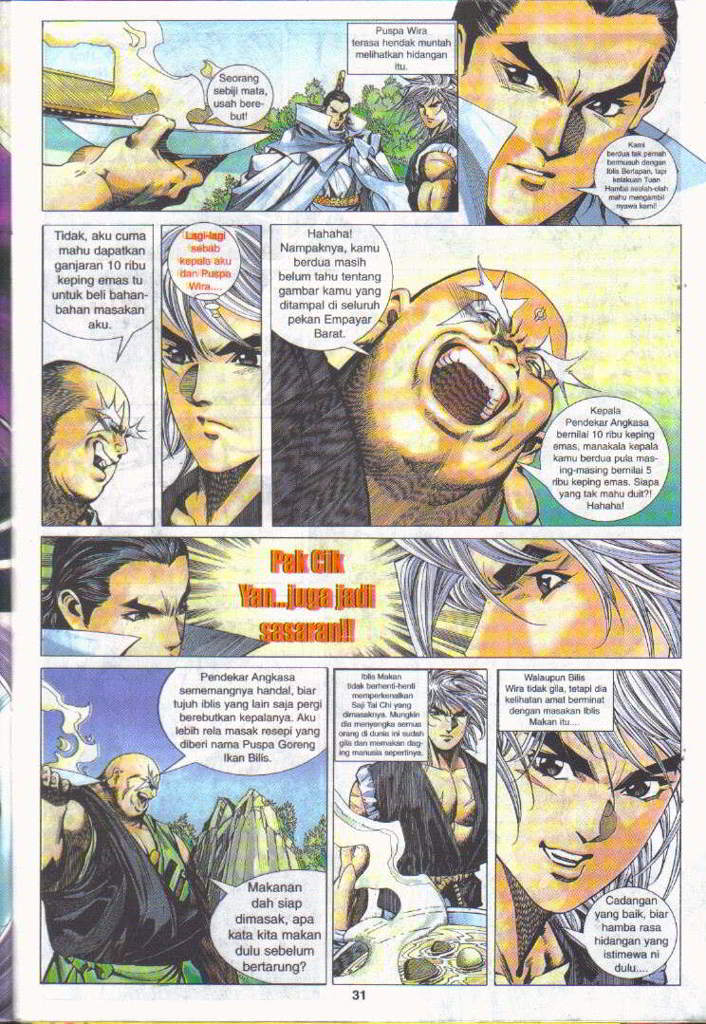 Puspa Wira
terasa hendak muntah
melihatkan hidangan
itu.
Seorang
sebiji mata,
usah bere-
but!
Kami
berdua tak pernah
bermusuh dengan
Iblis Bertapan, tapi
kelakuan Tuan
Hamba seolah-olah
mahu mengambil
nyawa kami!
Tidak, aku cuma
mahu dapatkan
ganjaran 10 ribu
keping emas tu
untuk beli bahan-
bahan masakan
aku.
Lagi-lagi
sebab
kepala aku
dan Puspa
Wira....
Hahaha!
Nampaknya, kamu
berdua masih
belum tahu tentang
gambar kamu yang
ditampal di seluruh
pekan Empayar
Barat.
Kepala
Pendekar Angkasa
bernilai 10 ribu keping
emas, manakala kepala
kamu berdua pula mas-
ing-masing bernilai 5
ribu keping emas. Siapa
yang tak mahu duit?!
Hahaha!
Pak Cik
Yan...juga jadi
sasaran!!
Pendekar Angkasa
sememangnya handal, biar
tujuh iblis yang lain saja pergi
berebutkan kepalanya. Aku
lebih rela masak resepi yang
diberi nama Puspa Goreng
Ikan Bilis.
Makanan
dah siap
dimasak, apa
kata kita makan
dulu sebelum
bertarung?
Iblis Makan
tidak berhenti-henti
memperkenalkan
Saji Tai Chi yang
dimasaknya. Mungkin
dia menyangka semua
orang di dunia ini sudah
gila dan memakan dag-
ing manusia sepertinya.
Walaupun Bilis
Wira tidak gila, tetapi dia
kelihatan amat berminat
dengan masakan Iblis
Makan itu....
Cadangan
yang baik, biar
hamba rasa
hidangan yang
istimewa ni
dulu....
31